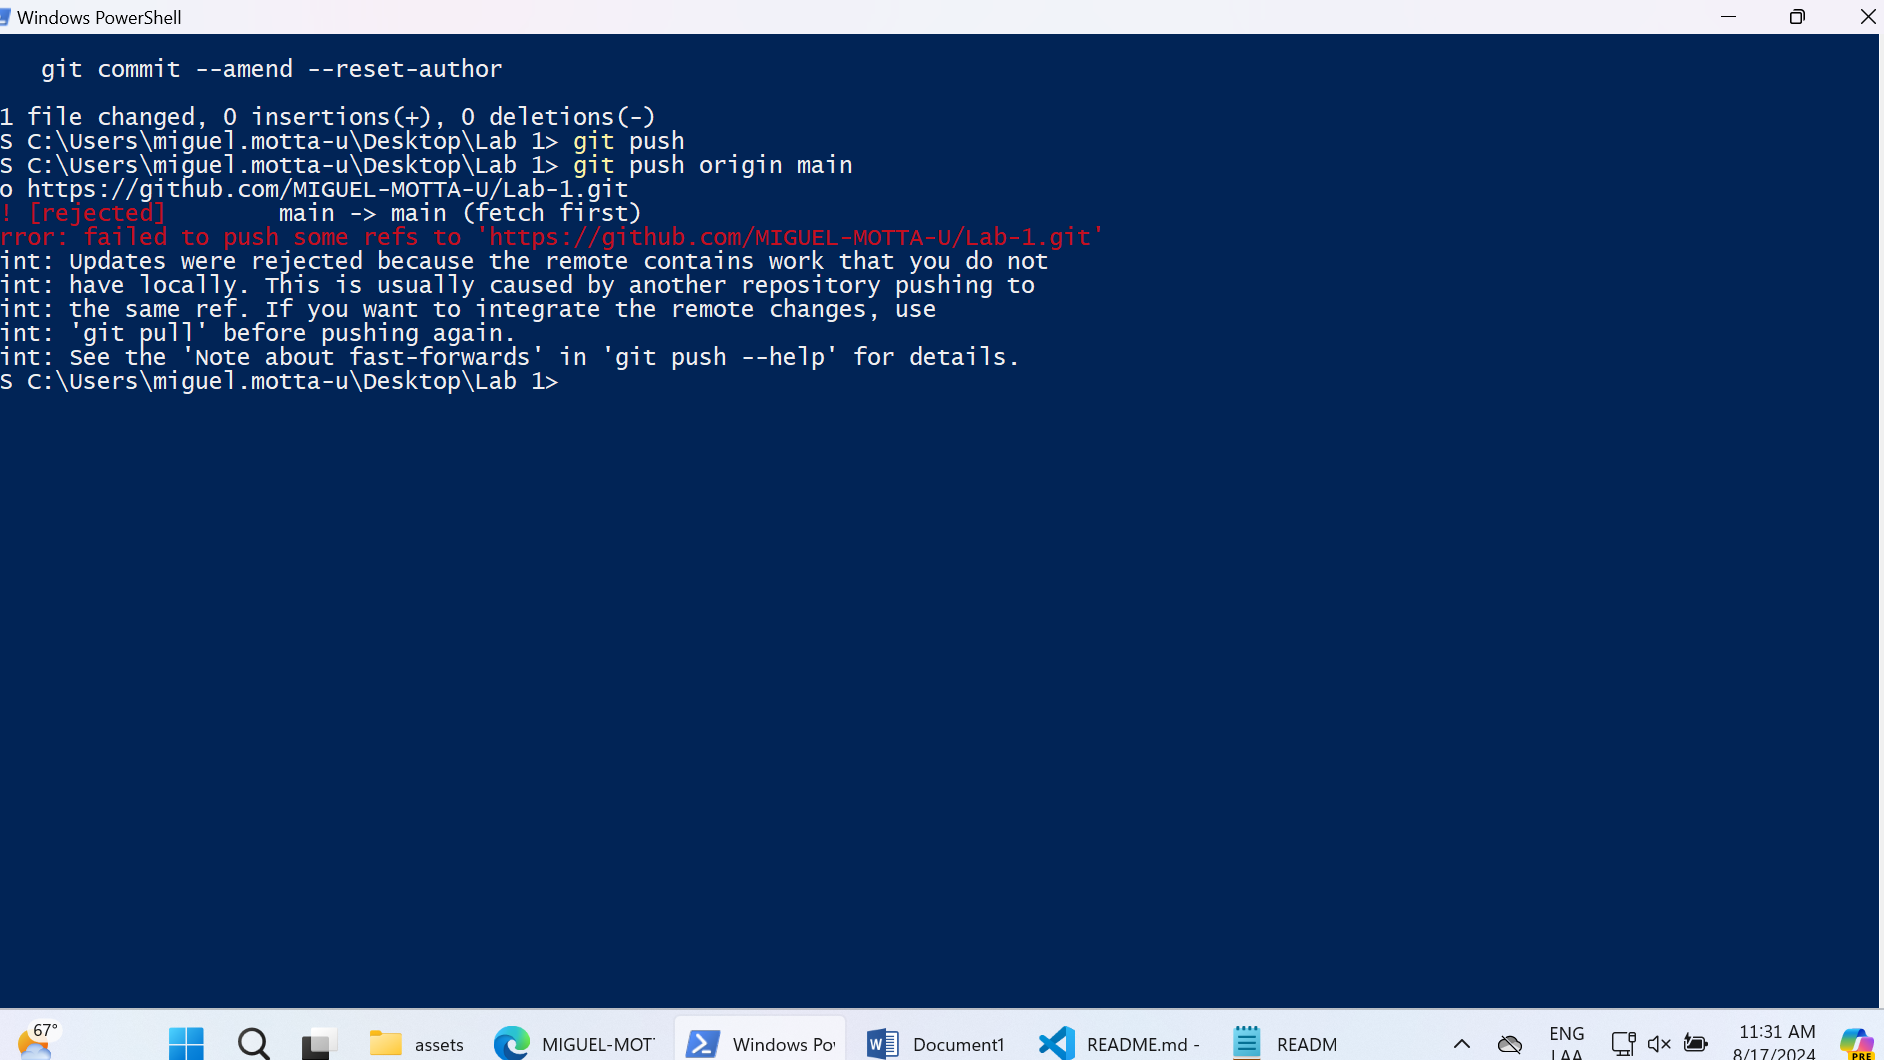 Windows PowerShell
git commit --amend --reset-author
1 file changed, 0 insertions(+), 0 deletions(-)
S C:\Users\miguel.motta-u\Desktop\Lab 1> git push
S C:\Users\miguel.motta-u\Desktop\Lab 1> git push origin main
o https://github.com/MIGUEL-MOTTA-U/Lab-1.git
! [rejected]        main -> main (fetch first)
rror: failed to push some refs to 'https://github.com/MIGUEL-MOTTA-U/Lab-1.git'
int: Updates were rejected because the remote contains work that you do not
int: have locally. This is usually caused by another repository pushing to
int: the same ref. If you want to integrate the remote changes, use
int: 'git pull' before pushing again.
int: See the 'Note about fast-forwards' in 'git push --help' for details.
S C:\Users\miguel.motta-u\Desktop\Lab 1>
67°
assets
MIGUEL-MOT
Windows Po
Document1
README.md -
READM
ENG
LAA
11:31 AM
8/17/2024
PRE